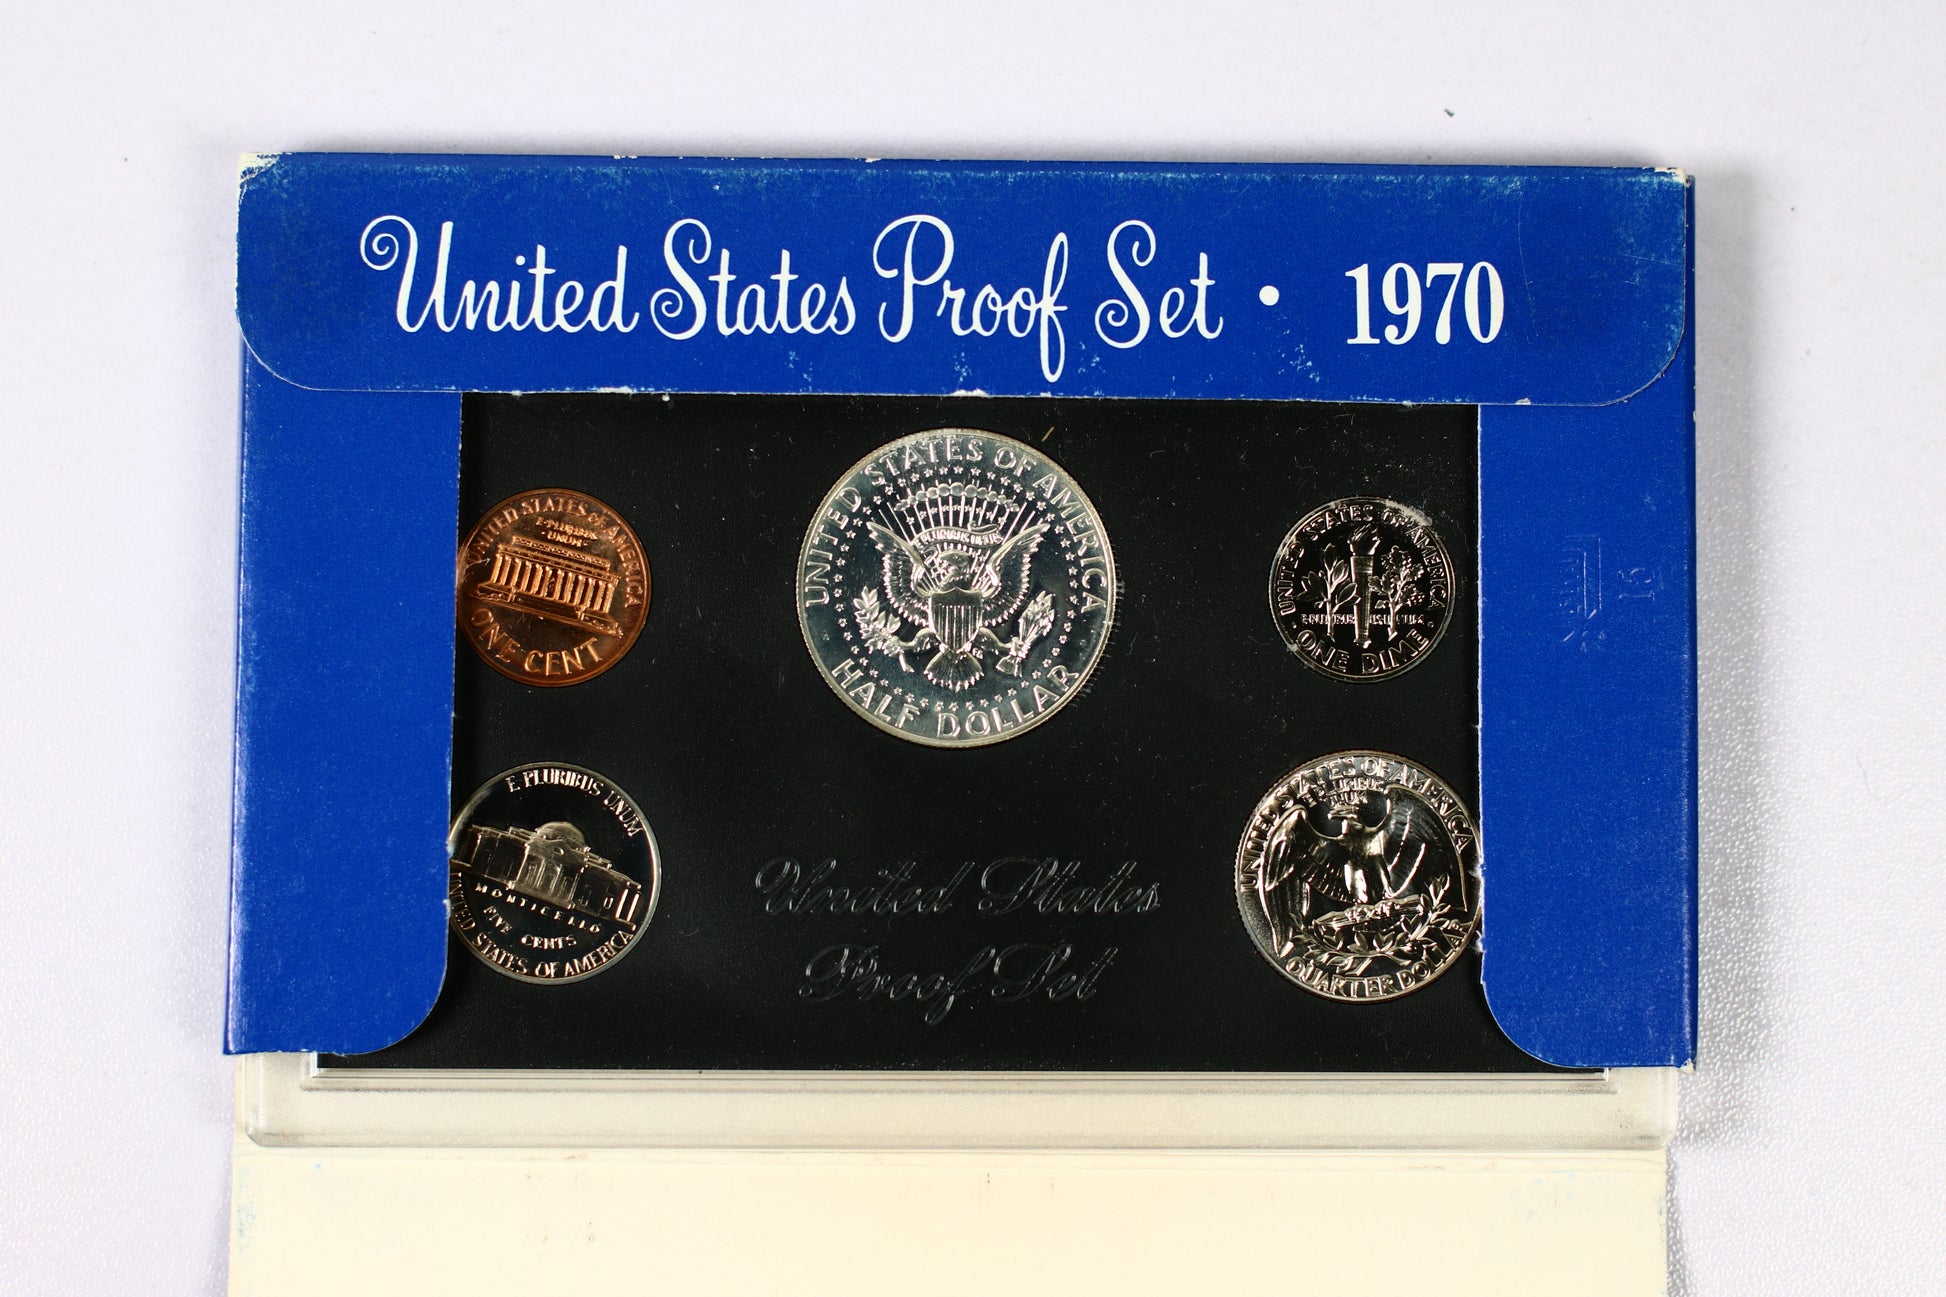 United States Proof Set • 1970
UNITED STATES OF AMERICA
E·PLURIBUS
·UNUM·
ONE CENT
UNITED STATES OF AMERICA
E PLURIBUS UNUM
HALF DOLLAR
UNITED STATES OF AMERICA
E PLURIBUS UNUM
ONE DIME
E PLURIBUS UNUM
MONTICELLO
FIVE CENTS
UNITED STATES OF AMERICA
UNITED STATES OF AMERICA
E PLURIBUS
UNUM
QUARTER DOLLAR
United States
Proof Set